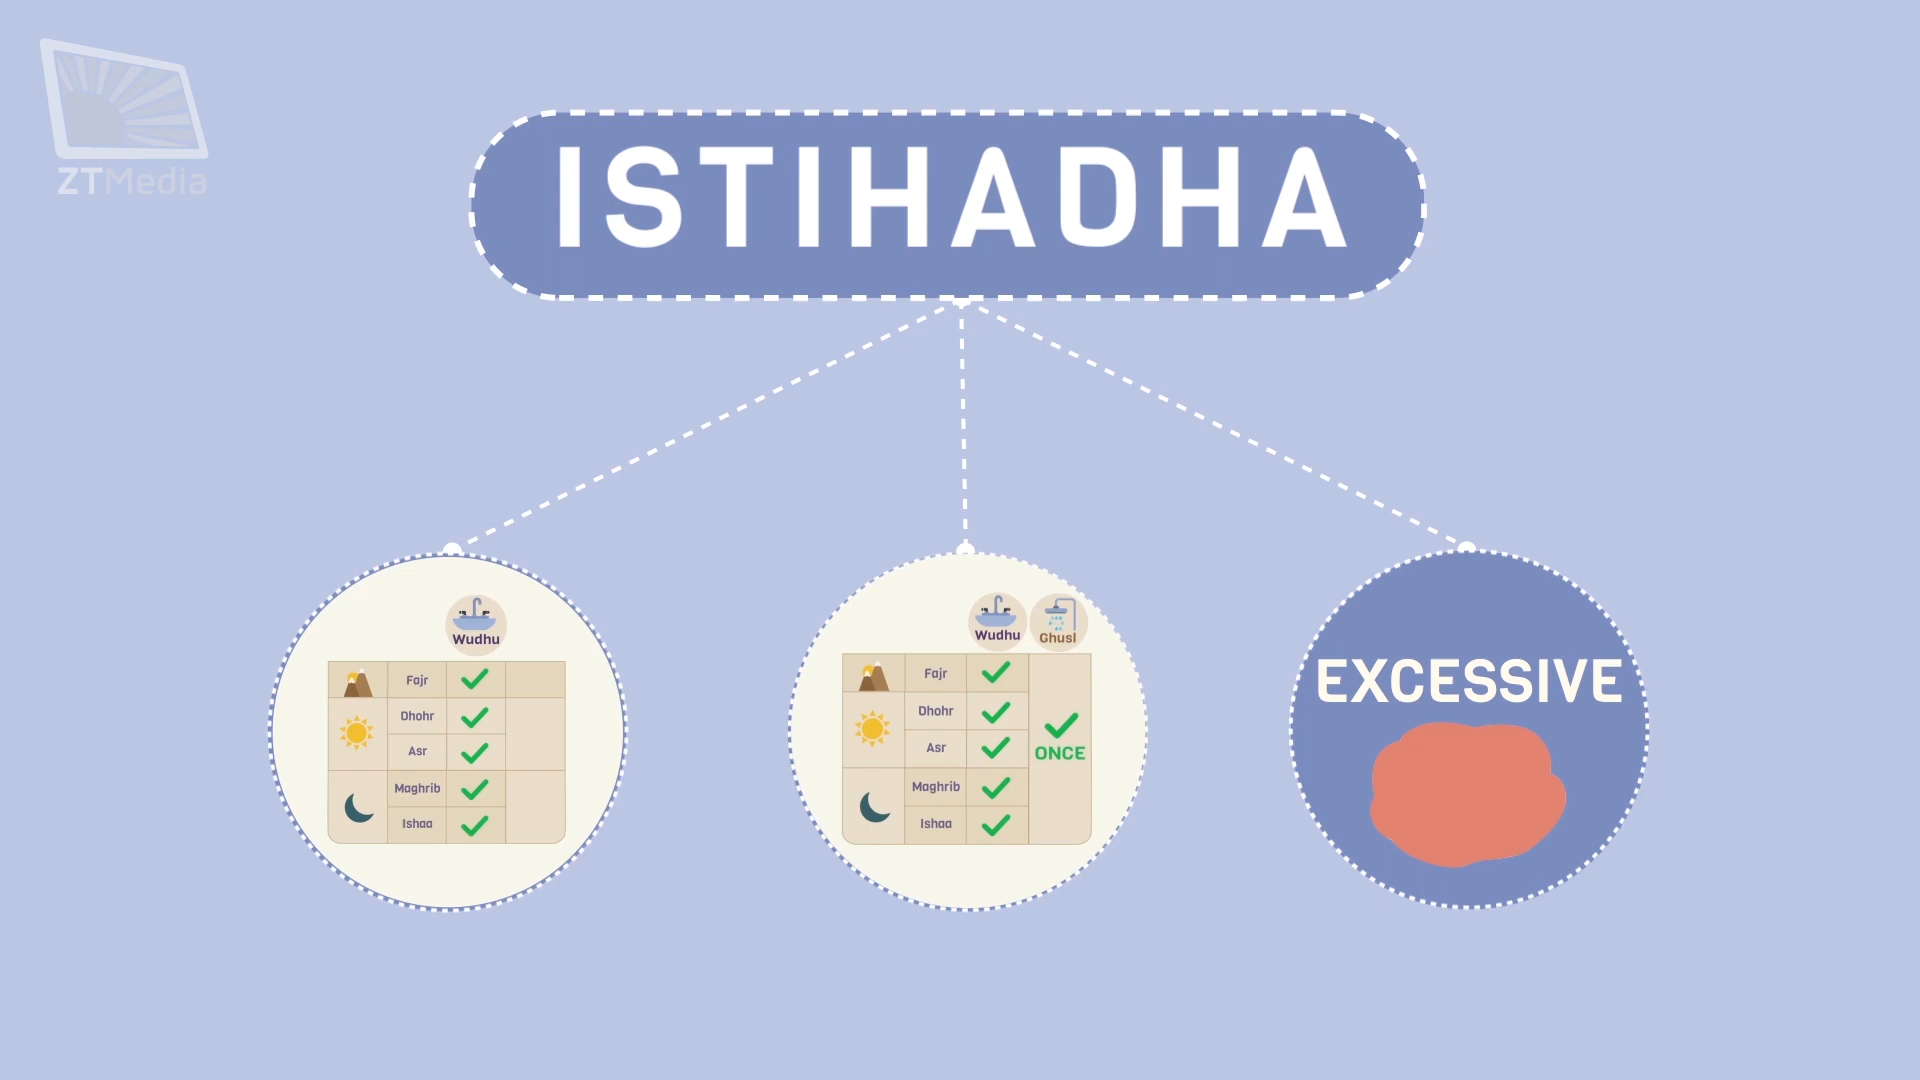 ZTMedia
ISTIHADHA
Wudhu
Fajr
Dhohr
Asr
Maghrib
Ishaa
Wudhu
Ghusl
Fajr
Dhohr
Asr
Maghrib
Ishaa
ONCE
EXCESSIVE